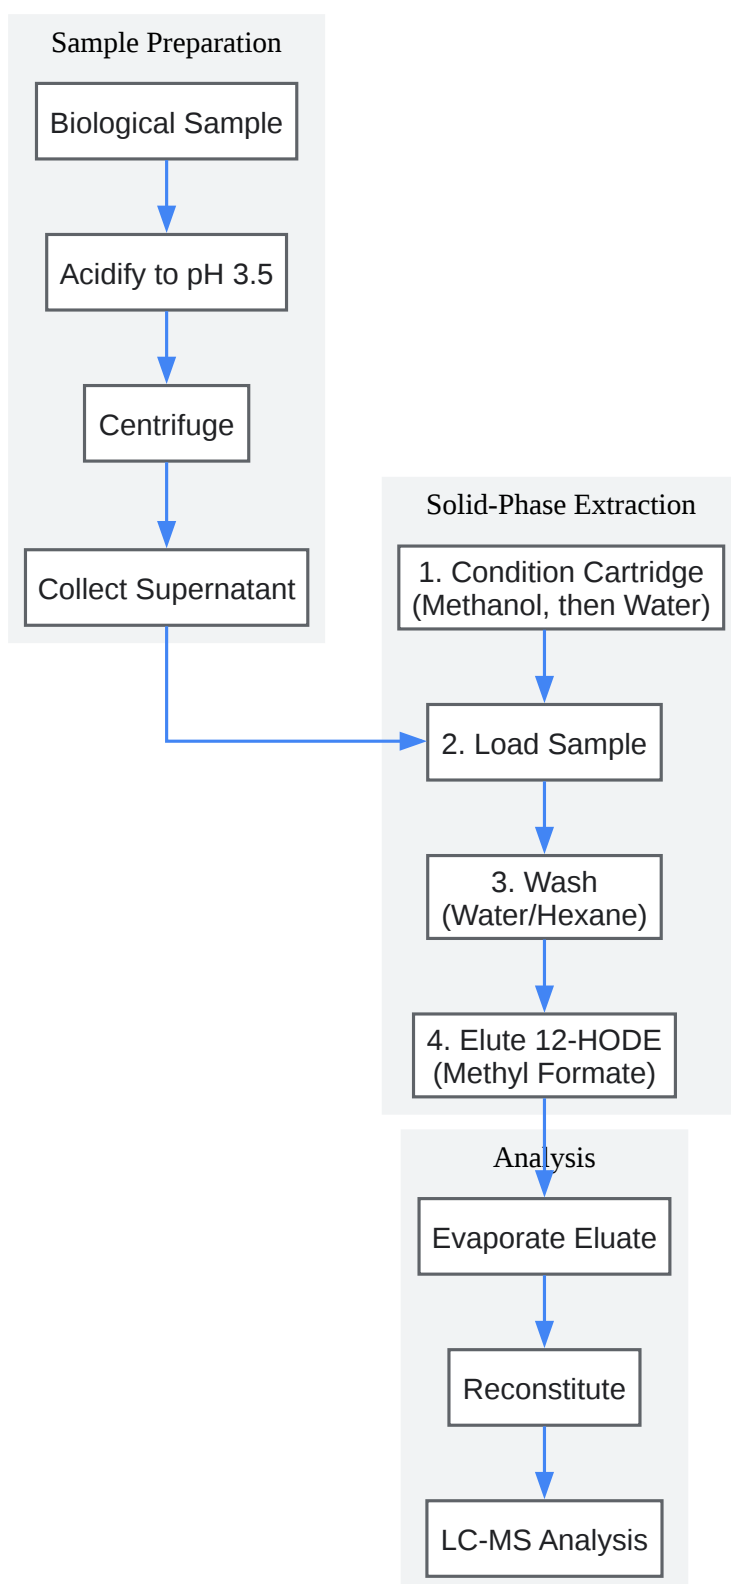 Sample Preparation
Biological Sample
Acidify to pH 3.5
Centrifuge
Collect Supernatant
Solid-Phase Extraction
1. Condition Cartridge
(Methanol, then Water)
2. Load Sample
3. Wash
(Water/Hexane)
4. Elute 12-HODE
(Methyl Formate)
Analysis
Evaporate Eluate
Reconstitute
LC-MS Analysis